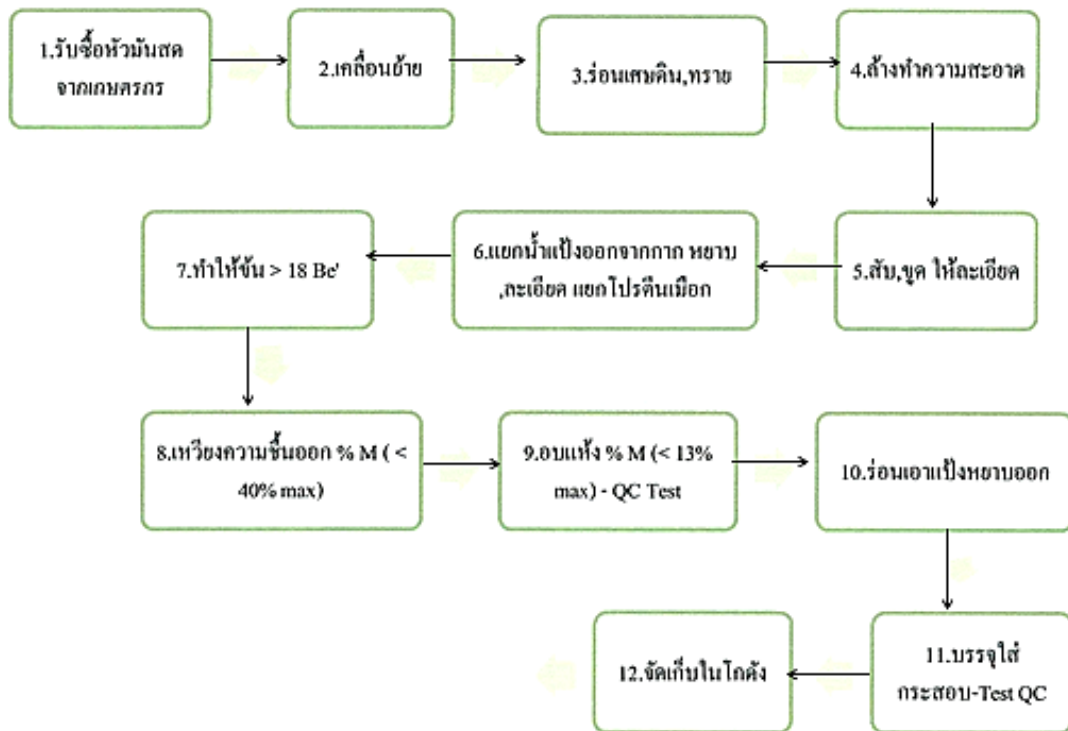 1.รับซื้อหัวมันสด
จากเกษตรกร
2.เคลื่อนย้าย
3.ร่อนเศษดิน,ทราย
4.ล้างทำความสะอาด
5.สับ,ขูด ให้ละเอียด
6.แยกน้ำแป้งออกจากกาก หยาบ
,ละเอียด แยกโปรตีนเมือก
7.ทำให้ข้น > 18 Be'
8.เหวี่ยงความชื้นออก % M ( <
40% max)
9.อบแห้ง % M (< 13%
max) - QC Test
10.ร่อนเอาแป้งหยาบออก
11.บรรจุใส่
กระสอบ-Test QC
12.จัดเก็บในโกดัง